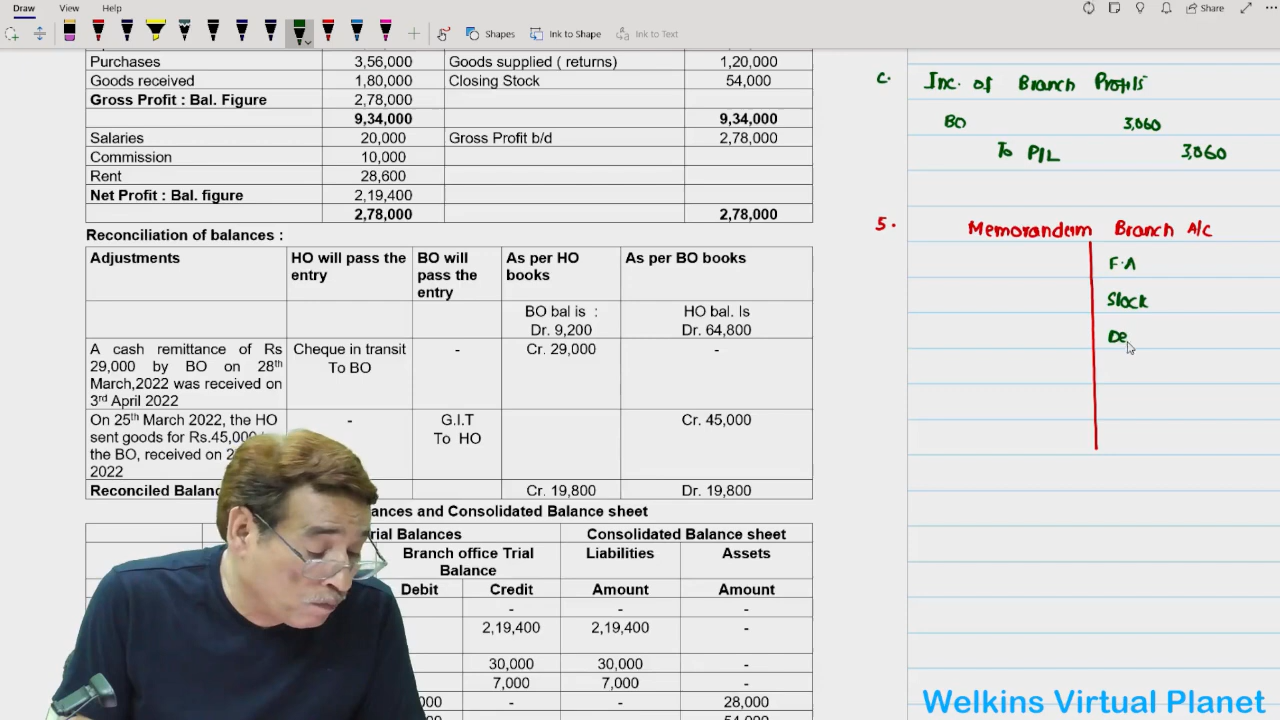 Draw View Help
Share
Shapes Ink to Shape Ink to Text
Purchases 3,56,000 Goods supplied ( returns) 1,20,000
Goods received 1,80,000 Closing Stock 54,000
Gross Profit : Bal. Figure 2,78,000
9,34,000 9,34,000
Salaries 20,000 Gross Profit b/d 2,78,000
Commission 10,000
Rent 28,600
Net Profit : Bal. figure 2,19,400
2,78,000 2,78,000
Reconciliation of balances :
Adjustments HO will pass the entry BO will pass the entry As per HO books As per BO books
BO bal is : Dr. 9,200 HO bal. Is Dr. 64,800
A cash remittance of Rs 29,000 by BO on 28th March,2022 was received on 3rd April 2022 Cheque in transit To BO - Cr. 29,000 -
On 25th March 2022, the HO sent goods for Rs.45,000 the BO, received on 2022 - G.I.T To HO Cr. 45,000
Reconciled Cr. 19,800 Dr. 19,800
and Consolidated Balance sheet
Balances Consolidated Balance sheet
Branch office Trial Balance Liabilities Assets
Debit Credit Amount Amount
- - -
2,19,400 2,19,400 -
30,000 30,000 -
7,000 7,000 -
- - 28,000
54,000
C. Inc. of Branch Profits
BO 3,060
To P/L 3,060
5. Memorandum Branch A/c
F.A
Stock
De
Welkins Virtual Planet